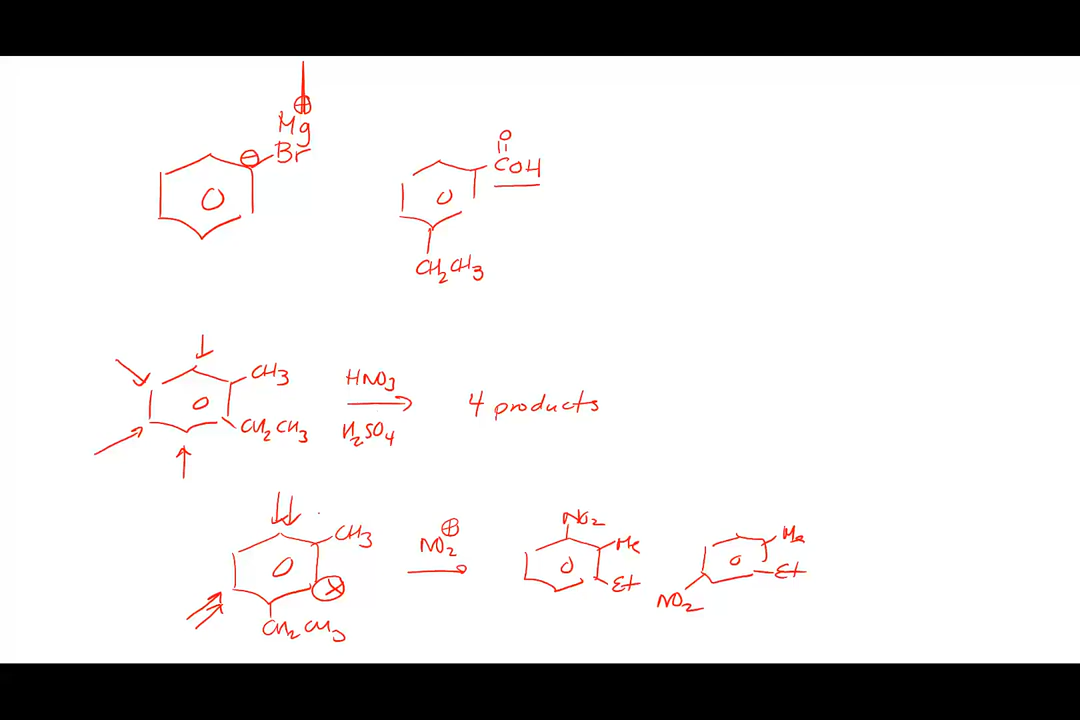 ⊕
Mg
⊖ Br
O
O
COH
O
CH2CH3
CH3
O
CH2CH3
HNO3
H2SO4
4 products
CH3
O
X
CH2CH3
NO2⊕
NO2
Me
O
Et
Me
O
Et
NO2